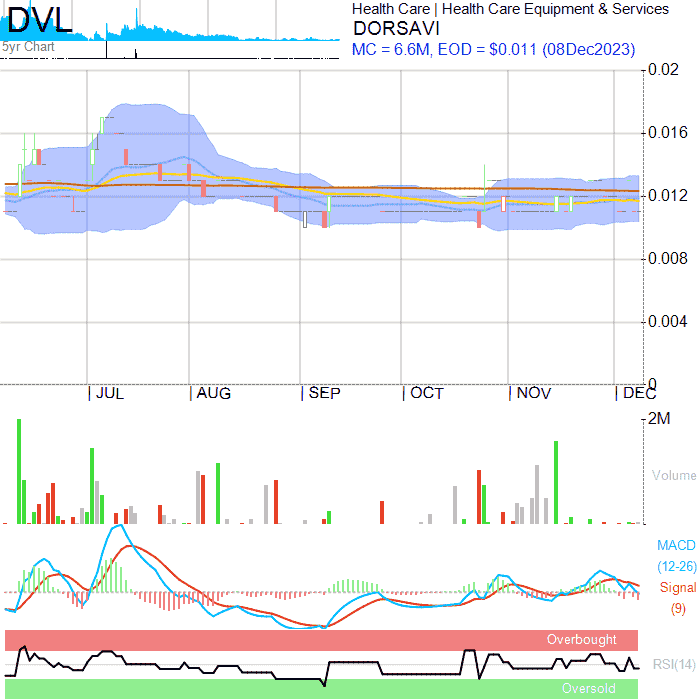 DVL
5yr Chart
Health Care | Health Care Equipment & Services
DORSAVI
MC = 6.6M, EOD = $0.011 (08Dec2023)
0.02
0.016
0.012
0.008
0.004
0
JUL AUG SEP OCT NOV DEC
2M
Volume
MACD
(12-26)
Signal
(9)
Overbought
RSI(14)
Oversold